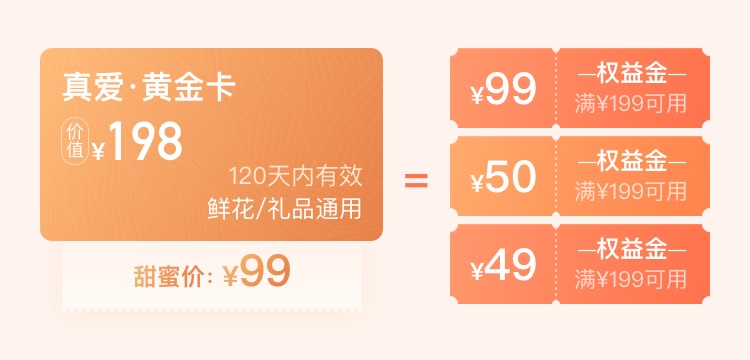 真爱·黄金卡
价值 ¥198
120天内有效
鲜花/礼品通用
甜蜜价：¥99
=
¥99
—权益金—
满¥199可用
¥50
—权益金—
满¥199可用
¥49
—权益金—
满¥199可用